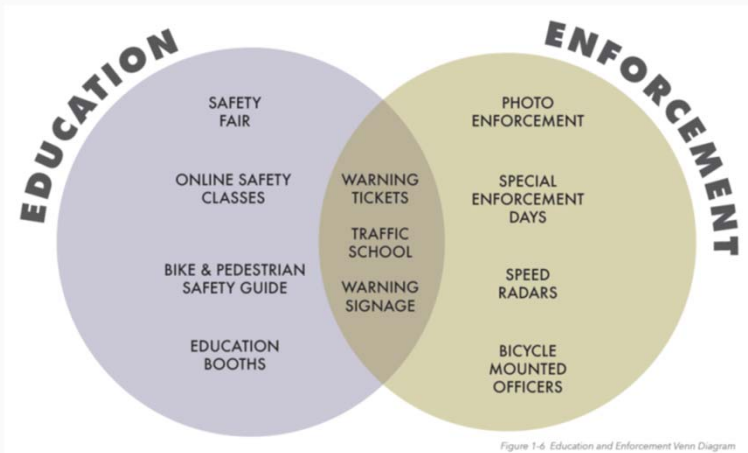 EDUCATION
ENFORCEMENT
SAFETY
FAIR
ONLINE SAFETY
CLASSES
BIKE & PEDESTRIAN
SAFETY GUIDE
EDUCATION
BOOTHS
WARNING
TICKETS
TRAFFIC
SCHOOL
WARNING
SIGNAGE
PHOTO
ENFORCEMENT
SPECIAL
ENFORCEMENT
DAYS
SPEED
RADARS
BICYCLE
MOUNTED
OFFICERS
Figure 1-6 Education and Enforcement Venn Diagram